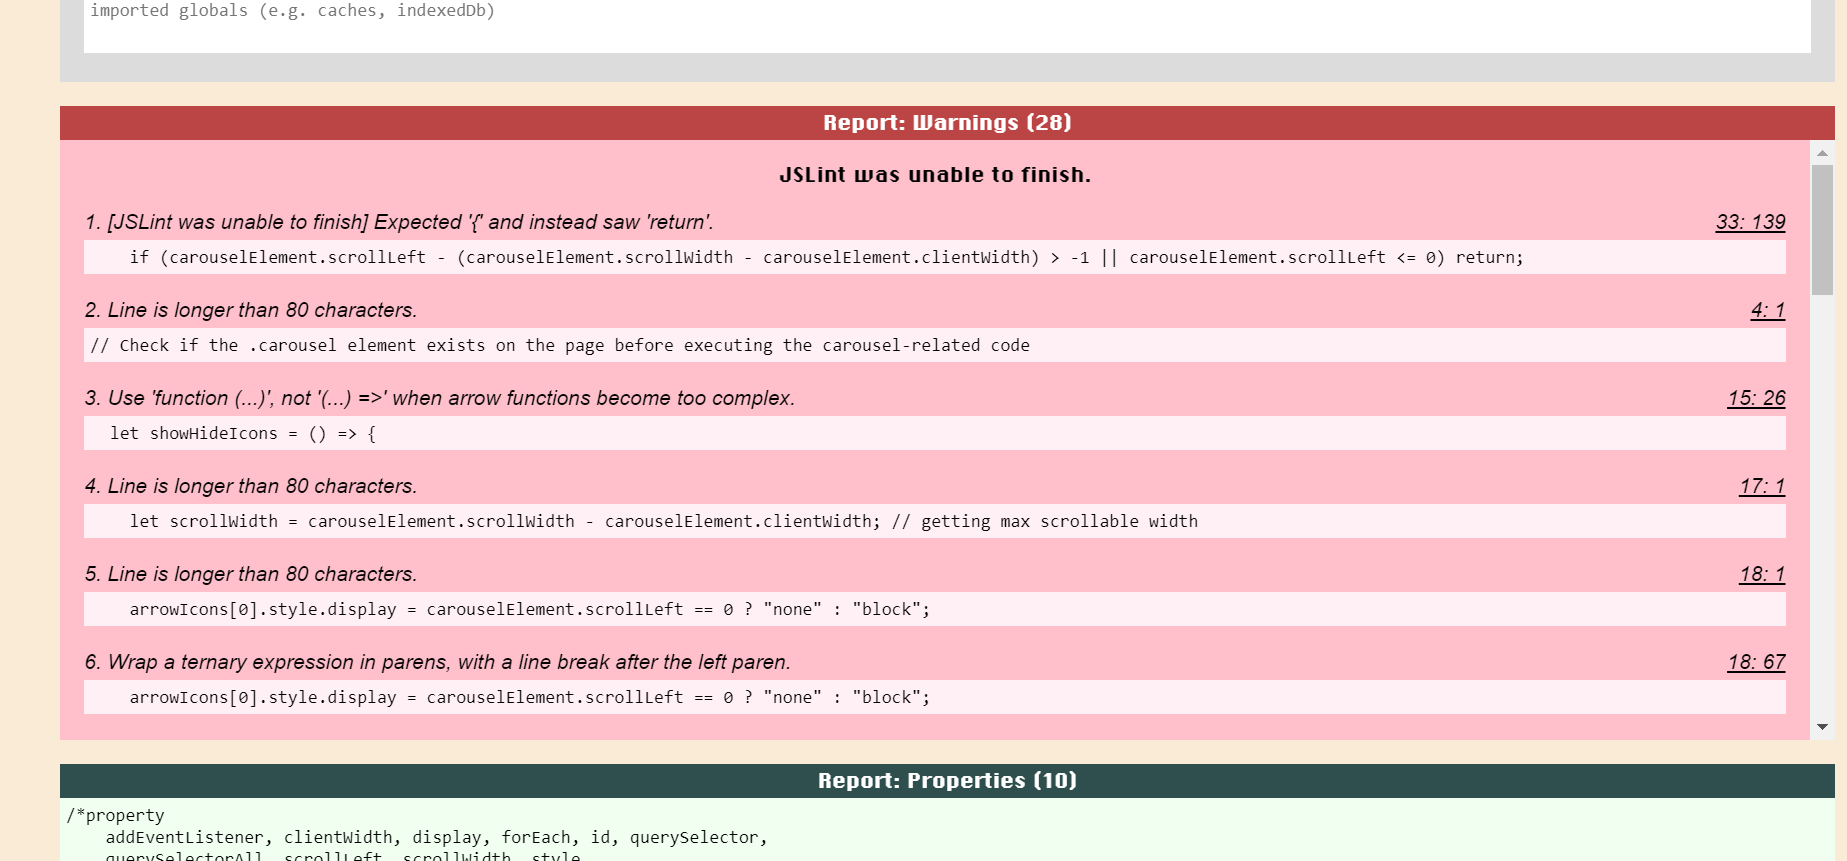 imported globals (e.g. caches, indexedDb)
Report: Warnings (28)
JSLint was unable to finish.
1. [JSLint was unable to finish] Expected '{' and instead saw 'return'. 33: 139
if (carouselElement.scrollLeft - (carouselElement.scrollWidth - carouselElement.clientWidth) > -1 || carouselElement.scrollLeft <= 0) return;
2. Line is longer than 80 characters. 4: 1
// Check if the .carousel element exists on the page before executing the carousel-related code
3. Use 'function (...)', not '(...) =>' when arrow functions become too complex. 15: 26
let showHideIcons = () => {
4. Line is longer than 80 characters. 17: 1
let scrollWidth = carouselElement.scrollWidth - carouselElement.clientWidth; // getting max scrollable width
5. Line is longer than 80 characters. 18: 1
arrowIcons[0].style.display = carouselElement.scrollLeft == 0 ? "none" : "block";
6. Wrap a ternary expression in parens, with a line break after the left paren. 18: 67
arrowIcons[0].style.display = carouselElement.scrollLeft == 0 ? "none" : "block";
Report: Properties (10)
/*property
addEventListener, clientWidth, display, forEach, id, querySelector,
querySelectorAll, scrollLeft, scrollWidth, style